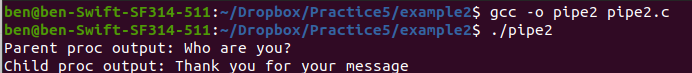 ben@ben-Swift-SF314-511:~/Dropbox/Practice5/example2$ gcc -o pipe2 pipe2.c
ben@ben-Swift-SF314-511:~/Dropbox/Practice5/example2$ ./pipe2
Parent proc output: Who are you?
Child proc output: Thank you for your message